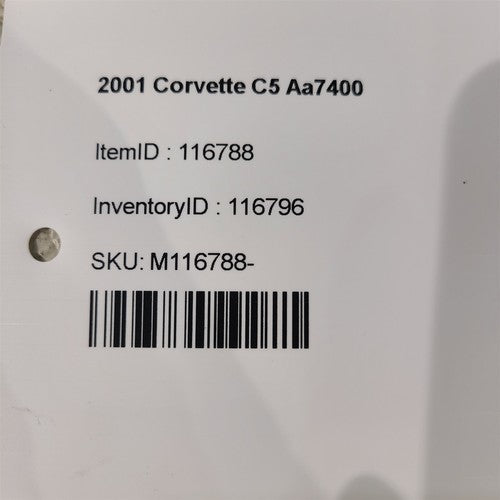 2001 Corvette C5 Aa7400
ItemID : 116788
InventoryID : 116796
SKU: M116788-